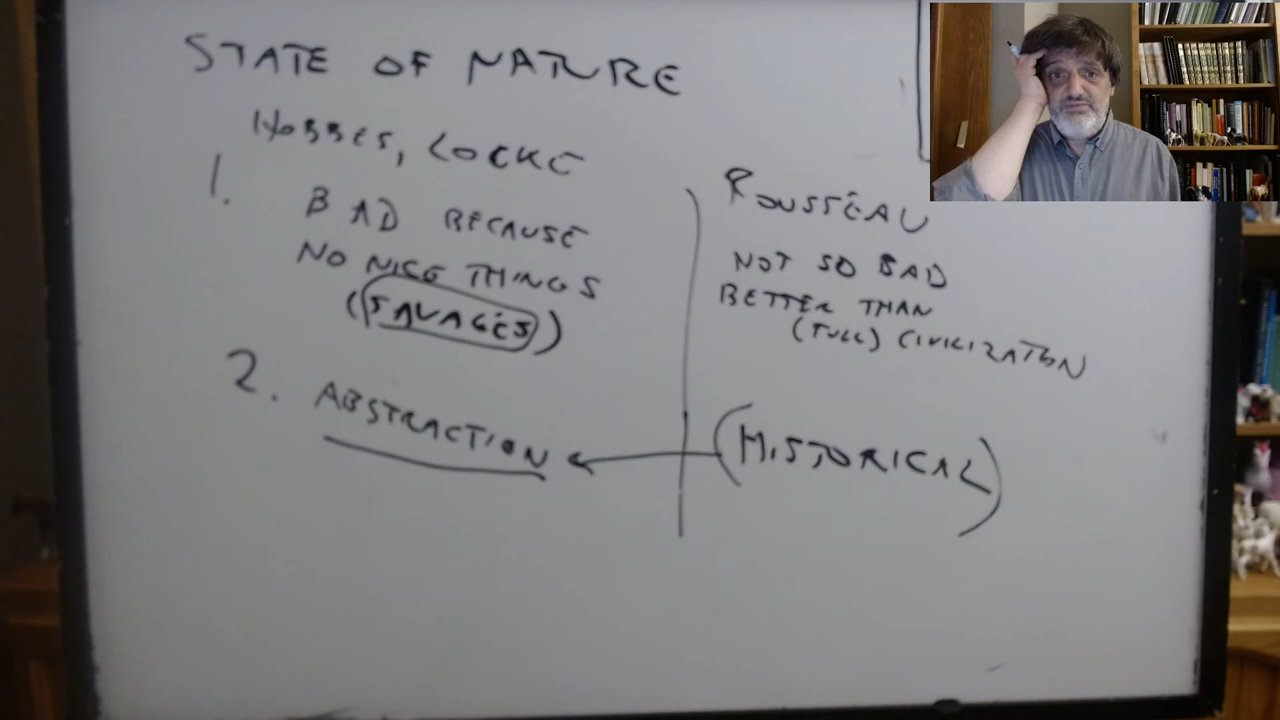 STATE OF NATURE
HOBBES, LOCKE
1. BAD BECAUSE
NO NICE THINGS
(SAVAGES)
2. ABSTRACTION
ROUSSEAU
NOT SO BAD
BETTER THAN
(FULL) CIVILIZATION
(HISTORICAL)